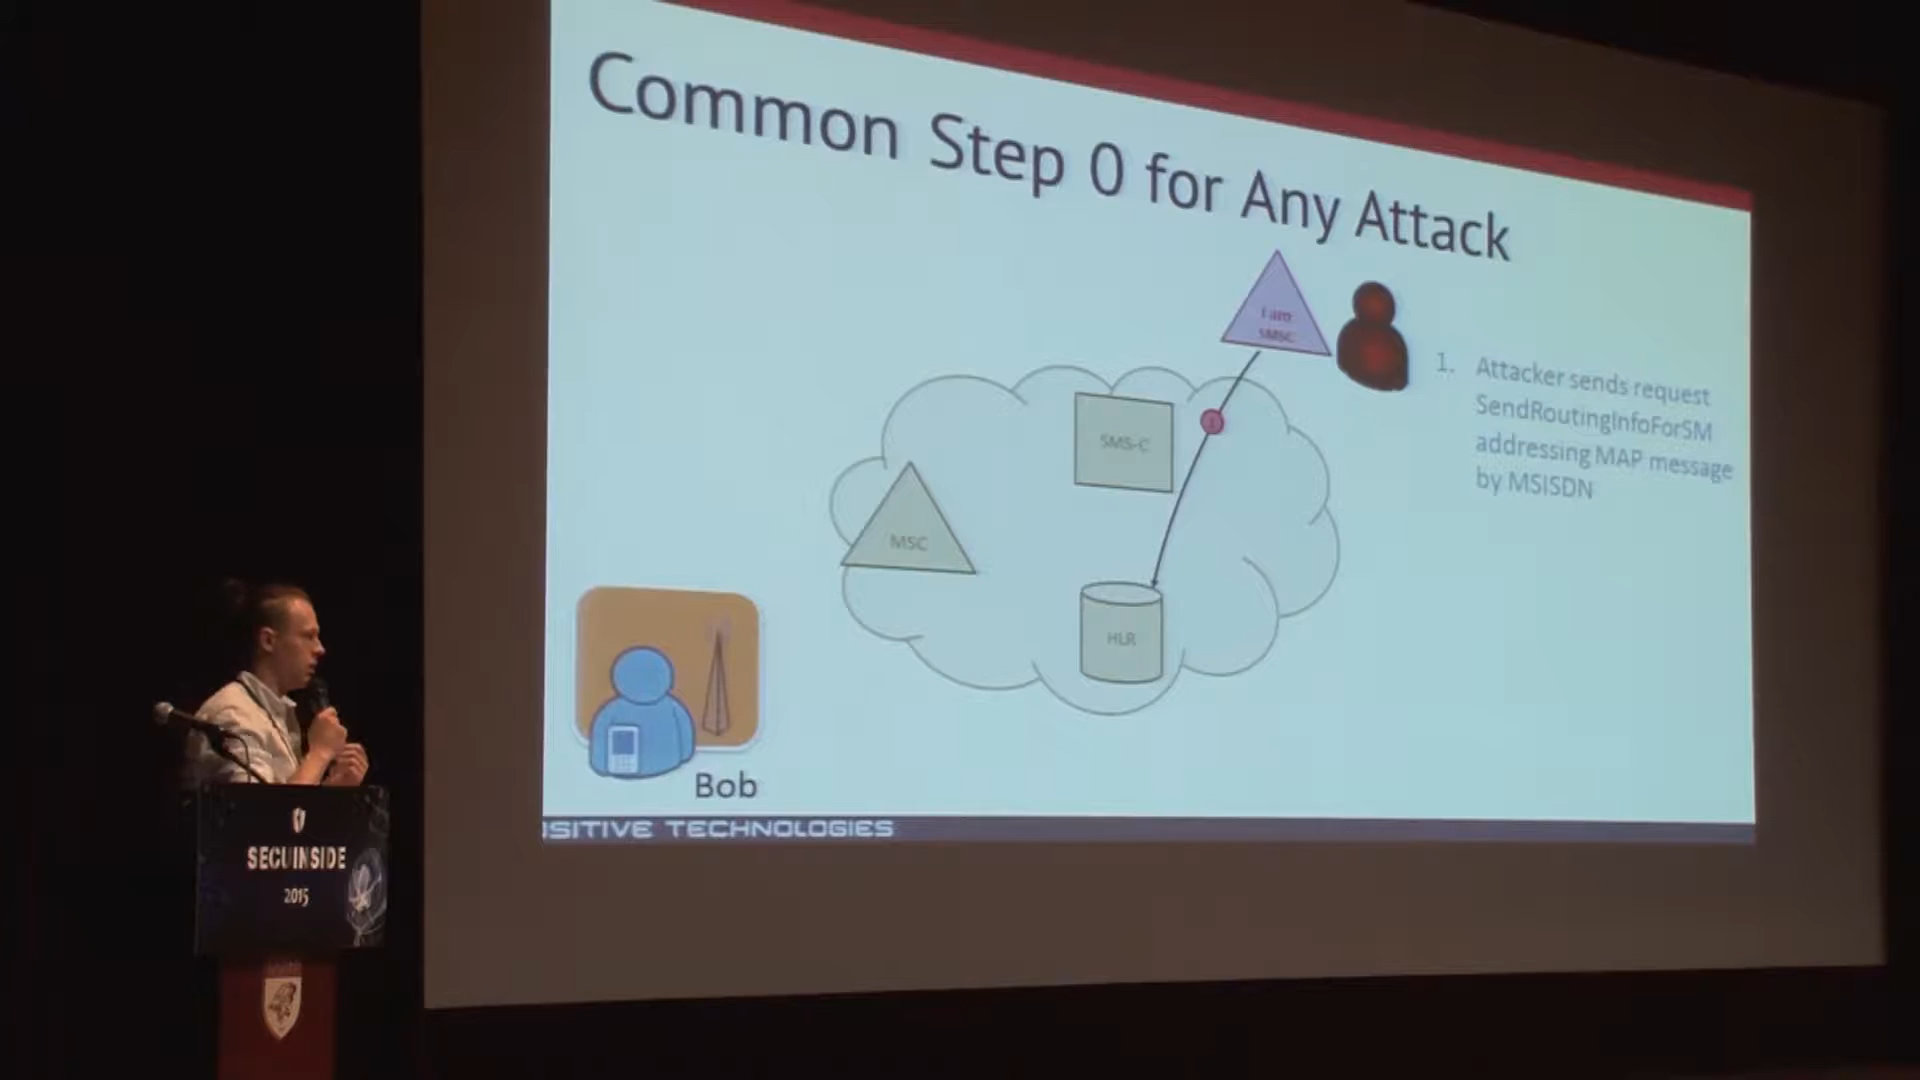 Common Step 0 for Any Attack
I am
SMSC
1. Attacker sends request
SendRoutingInfoForSM
addressing MAP message
by MSISDN
SMS-C
1
MSC
HLR
Bob
SITIVE TECHNOLOGIES
SECUINSIDE
2015